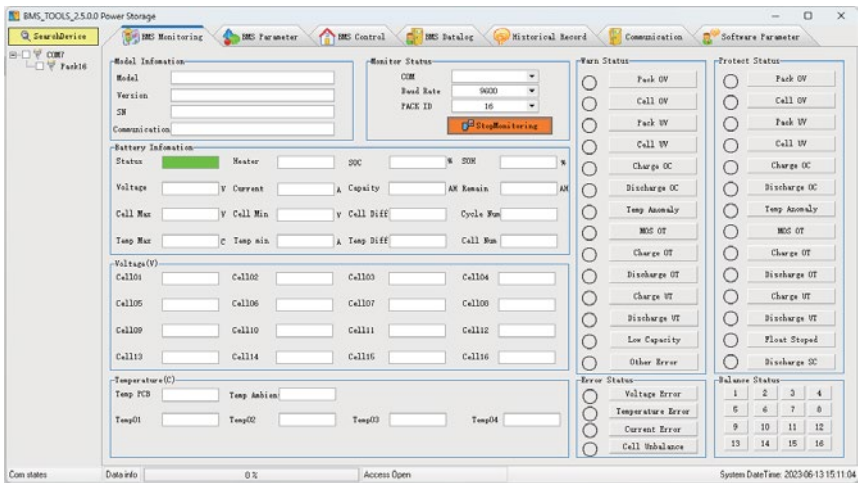 BMS_TOOLS_2.5.0.0 Power Storage
SearchDevice
BMS Monitoring
BMS Parameter
BMS Control
BMS Datalog
Historical Record
Communication
Software Parameter
COM7
Pack16
Model Infomation
Model
Version
SN
Communication
Monitor Status
COM
Baud Rate 9600
PACK ID 16
StopMonitoring
Battery Infomation
Status Heater SOC % SOH %
Voltage V Current A Capaity AH Remain AH
Cell Max V Cell Min V Cell Diff Cycle Num
Temp Max C Temp min A Temp Diff Cell Num
Voltage(V)
Cell01 Cell02 Cell03 Cell04
Cell05 Cell06 Cell07 Cell08
Cell09 Cell10 Cell11 Cell12
Cell13 Cell14 Cell15 Cell16
Temperature(C)
Temp PCB Temp Ambien
Temp01 Temp02 Temp03 Temp04
Warn Status
Pack OV
Cell OV
Pack UV
Cell UV
Charge OC
Discharge OC
Temp Anomaly
MOS OT
Charge OT
Discharge OT
Charge UT
Discharge UT
Low Capacity
Other Error
Protect Status
Pack OV
Cell OV
Pack UV
Cell UV
Charge OC
Discharge OC
Temp Anomaly
MOS OT
Charge OT
Discharge OT
Charge UT
Discharge UT
Float Stoped
Discharge SC
Error Status
Voltage Error
Temperature Error
Current Error
Cell Unbalance
Balance Status
1 2 3 4
5 6 7 8
9 10 11 12
13 14 15 16
Com states
Data info
0 %
Access Open
System DateTime: 2023-06-13 15:11:04